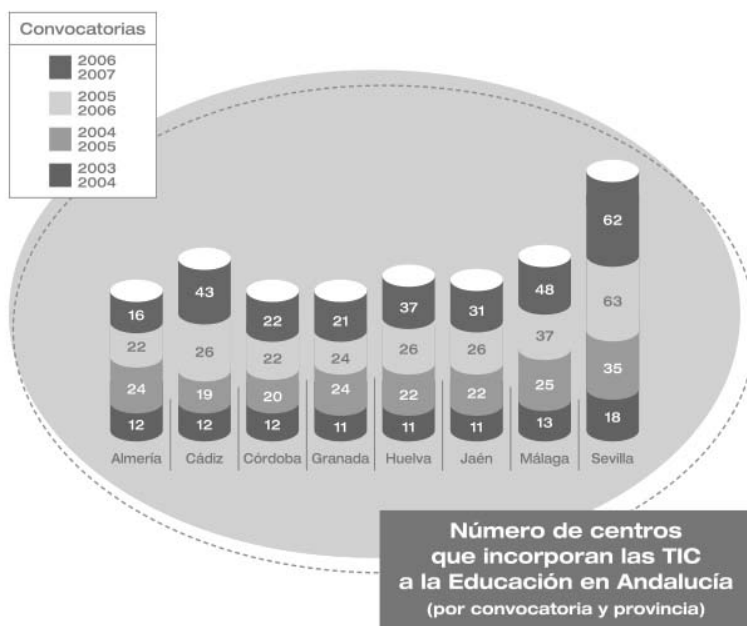 Convocatorias
2006
2007
2005
2006
2004
2005
2003
2004
16 43 22 21 37 31 48 62
22 26 22 24 26 26 37 63
24 19 20 24 22 22 25 35
12 12 12 11 11 11 13 18
Almería Cádiz Córdoba Granada Huelva Jaén Málaga Sevilla
Número de centros
que incorporan las TIC
a la Educación en Andalucía
(por convocatoria y provincia)